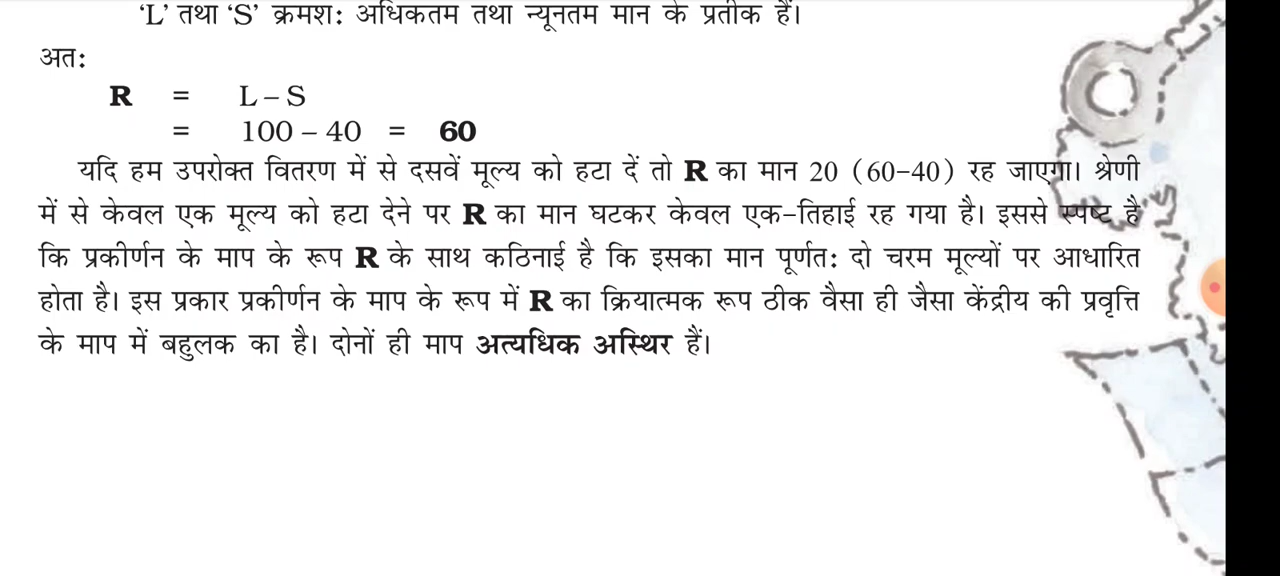 'L' तथा 'S' क्रमश: अधिकतम तथा न्यूनतम मान के प्रतीक हैं।
अत:
R = L – S
= 100 – 40 = 60
यदि हम उपरोक्त वितरण में से दसवें मूल्य को हटा दें तो R का मान 20 (60–40) रह जाएगा। श्रेणी
में से केवल एक मूल्य को हटा देने पर R का मान घटकर केवल एक-तिहाई रह गया है। इससे स्पष्ट है
कि प्रकीर्णन के माप के रूप R के साथ कठिनाई है कि इसका मान पूर्णत: दो चरम मूल्यों पर आधारित
होता है। इस प्रकार प्रकीर्णन के माप के रूप में R का क्रियात्मक रूप ठीक वैसा ही जैसा केंद्रीय की प्रवृत्ति
के माप में बहुलक का है। दोनों ही माप अत्यधिक अस्थिर हैं।